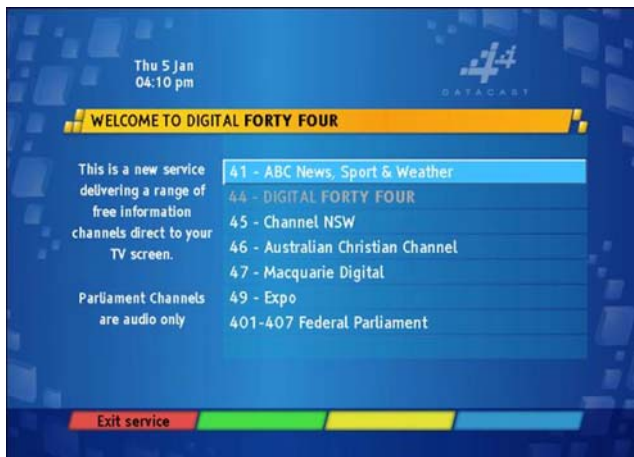 Thu 5 Jan
04:10 pm
44
DATACAST
WELCOME TO DIGITAL FORTY FOUR
This is a new service
delivering a range of
free information
channels direct to your
TV screen.
Parliament Channels
are audio only
41 - ABC News, Sport & Weather
44 - DIGITAL FORTY FOUR
45 - Channel NSW
46 - Australian Christian Channel
47 - Macquarie Digital
49 - Expo
401-407 Federal Parliament
Exit service